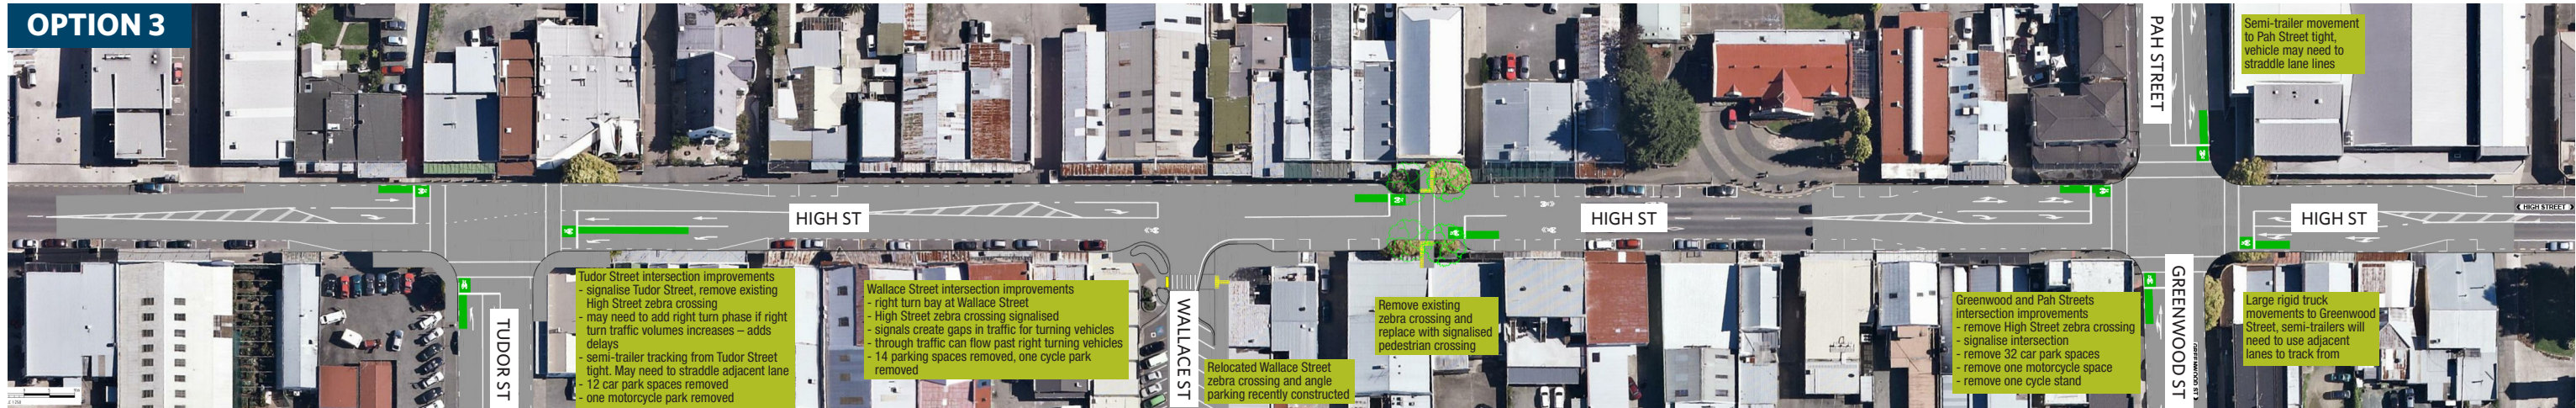 OPTION 3
PAH STREET
Semi-trailer movement
to Pah Street tight,
vehicle may need to
straddle lane lines
HIGH ST
HIGH ST
HIGH STREET
HIGH ST
Tudor Street intersection improvements
- signalise Tudor Street, remove existing
High Street zebra crossing
- may need to add right turn phase if right
turn traffic volumes increases – adds
delays
- semi-trailer tracking from Tudor Street
tight. May need to straddle adjacent lane
- 12 car park spaces removed
- one motorcycle park removed
TUDOR ST
Wallace Street intersection improvements
- right turn bay at Wallace Street
- High Street zebra crossing signalised
- signals create gaps in traffic for turning vehicles
- through traffic can flow past right turning vehicles
- 14 parking spaces removed, one cycle park
removed
WALLACE ST
Relocated Wallace Street
zebra crossing and angle
parking recently constructed
Remove existing
zebra crossing and
replace with signalised
pedestrian crossing
Greenwood and Pah Streets
intersection improvements
- remove High Street zebra crossing
- signalise intersection
- remove 32 car park spaces
- remove one motorcycle space
- remove one cycle stand
GREENWOOD ST
GREENWOOD ST
Large rigid truck
movements to Greenwood
Street, semi-trailers will
need to use adjacent
lanes to track from